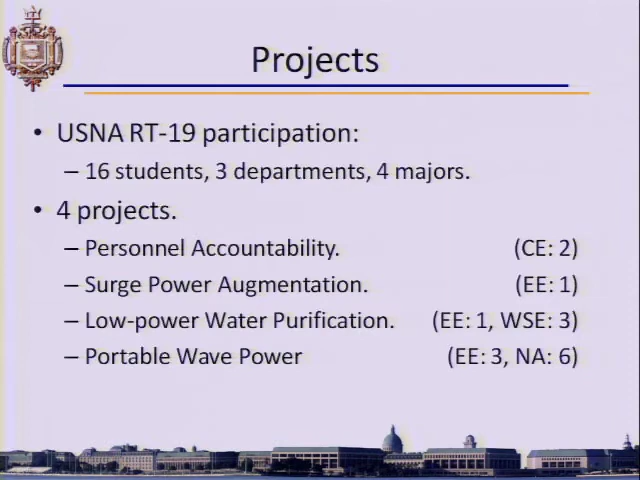 Projects
• USNA RT-19 participation:
– 16 students, 3 departments, 4 majors.
• 4 projects.
– Personnel Accountability. (CE: 2)
– Surge Power Augmentation. (EE: 1)
– Low-power Water Purification. (EE: 1, WSE: 3)
– Portable Wave Power (EE: 3, NA: 6)